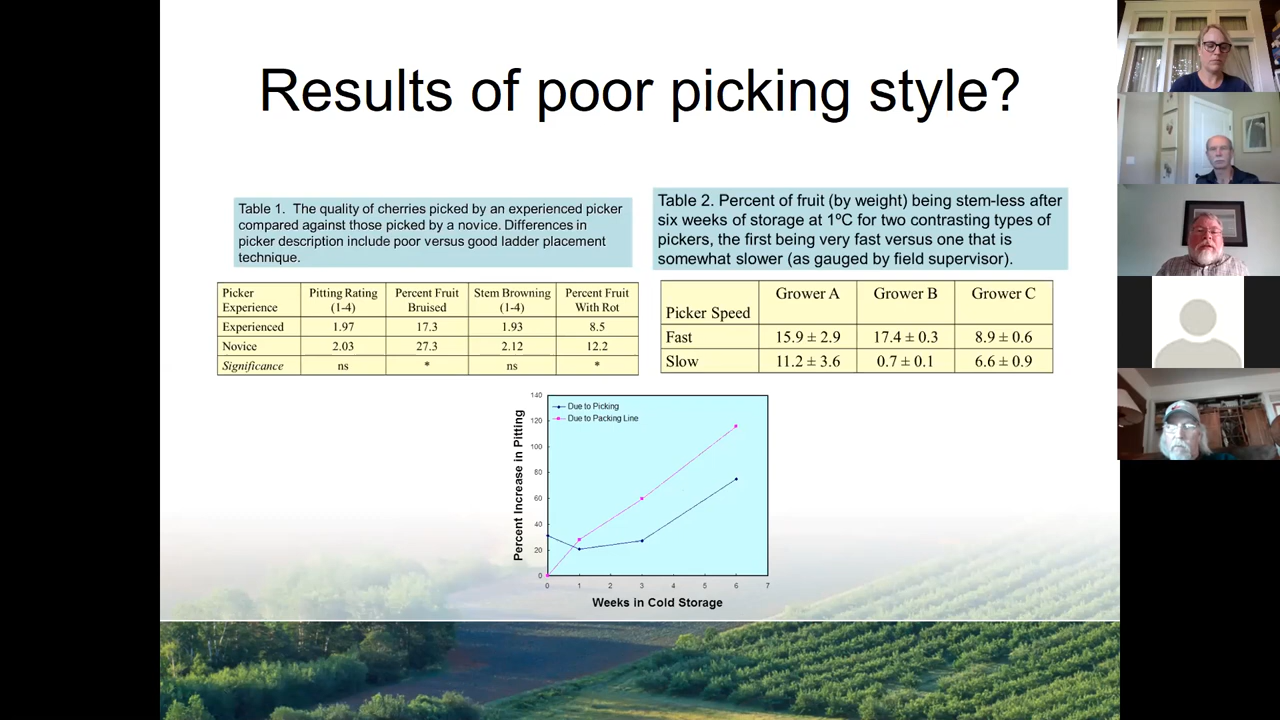 Results of poor picking style?
Table 1. The quality of cherries picked by an experienced picker
compared against those picked by a novice. Differences in
picker description include poor versus good ladder placement
technique.
Table 2. Percent of fruit (by weight) being stem-less after
six weeks of storage at 1ºC for two contrasting types of
pickers, the first being very fast versus one that is
somewhat slower (as gauged by field supervisor).
Picker Experience Pitting Rating (1-4) Percent Fruit Bruised Stem Browning (1-4) Percent Fruit With Rot
Experienced 1.97 17.3 1.93 8.5
Novice 2.03 27.3 2.12 12.2
Significance ns * ns *
Picker Speed Grower A Grower B Grower C
Fast 15.9 ± 2.9 17.4 ± 0.3 8.9 ± 0.6
Slow 11.2 ± 3.6 0.7 ± 0.1 6.6 ± 0.9
Percent Increase in Pitting
140
120
100
80
60
40
20
0
Due to Picking
Due to Packing Line
0 1 2 3 4 5 6 7
Weeks in Cold Storage